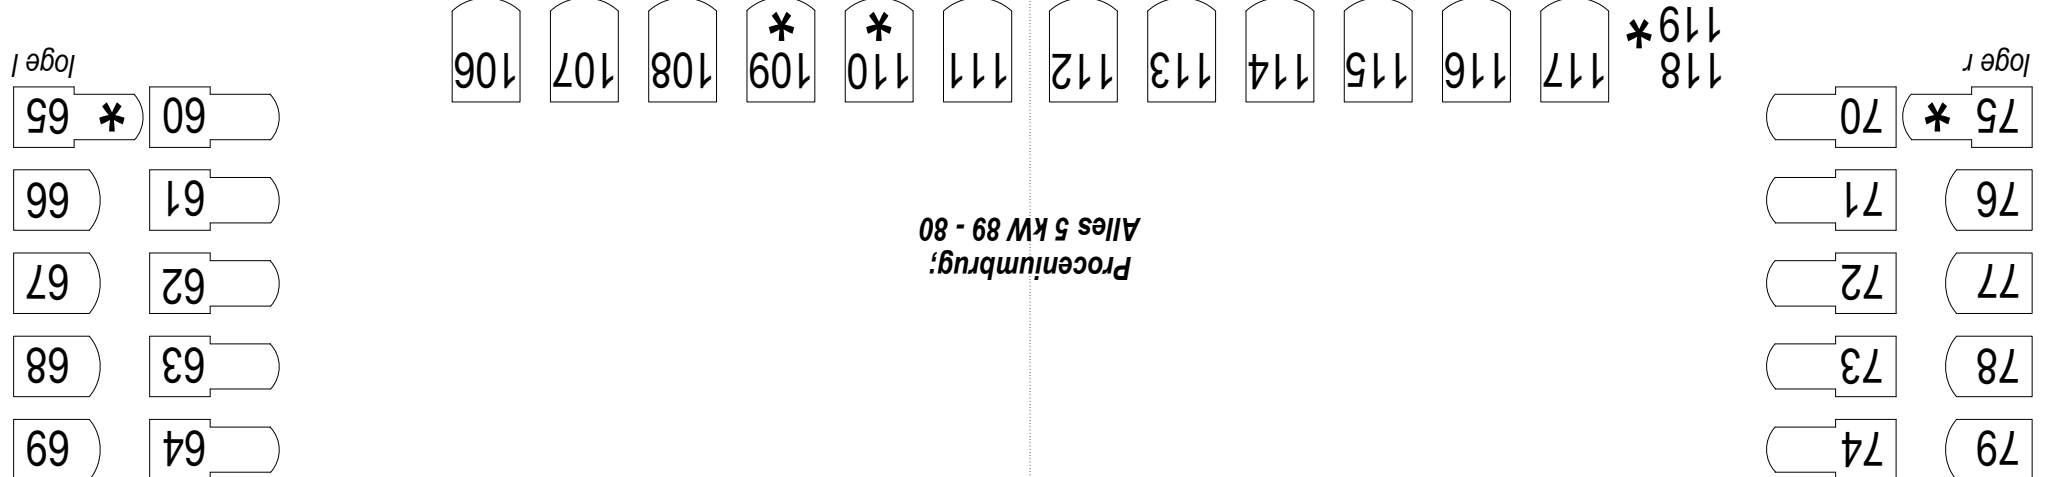 79 74 64 69
78 73 63 68
77 72 62 67
Proceniumbrug;
Alles 5 kW 89 - 80
76 71 61 66
75 * 70 60 * 65
loge r
loge l
118 117 116 115 114 113 112 111 110 109 108 107 106
119 * * *